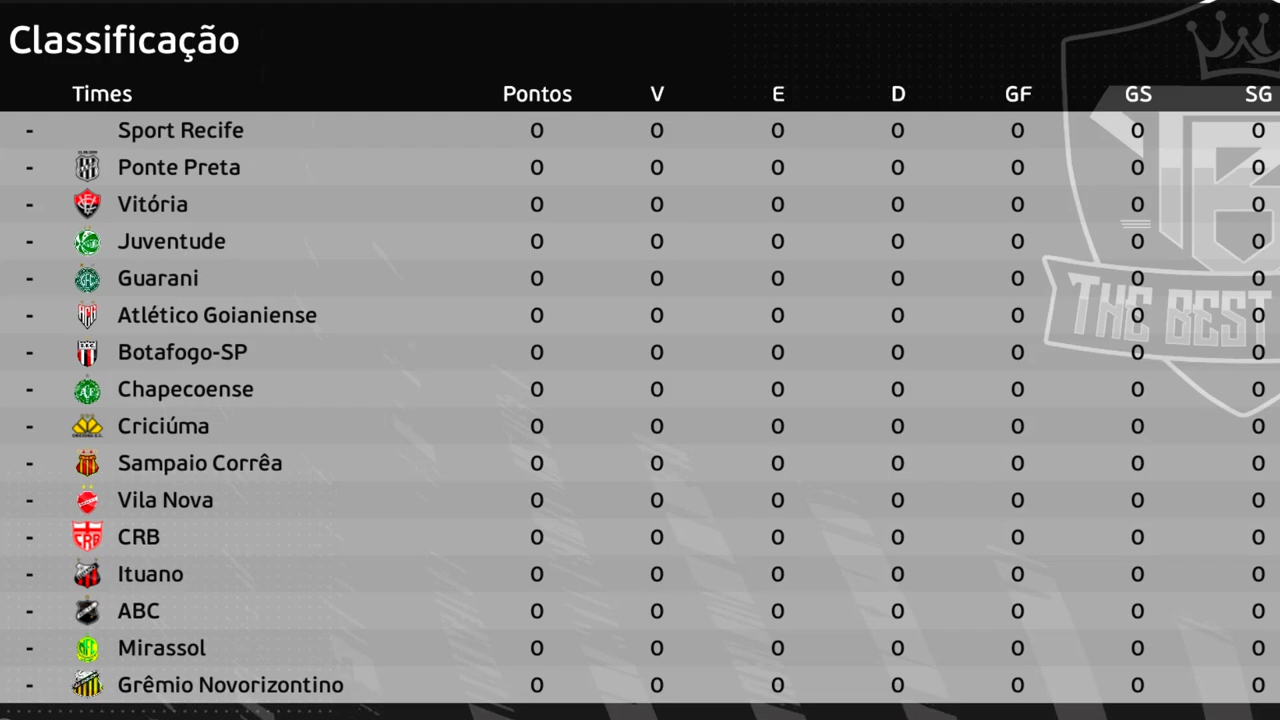 Classificação
Times Pontos V E D GF GS SG
- Sport Recife 0 0 0 0 0 0 0
- Ponte Preta 0 0 0 0 0 0 0
- Vitória 0 0 0 0 0 0 0
- Juventude 0 0 0 0 0 0 0
- Guarani 0 0 0 0 0 0 0
- Atlético Goianiense 0 0 0 0 0 0 0
- Botafogo-SP 0 0 0 0 0 0 0
- Chapecoense 0 0 0 0 0 0 0
- Criciúma 0 0 0 0 0 0 0
- Sampaio Corrêa 0 0 0 0 0 0 0
- Vila Nova 0 0 0 0 0 0 0
- CRB 0 0 0 0 0 0 0
- Ituano 0 0 0 0 0 0 0
- ABC 0 0 0 0 0 0 0
- Mirassol 0 0 0 0 0 0 0
- Grêmio Novorizontino 0 0 0 0 0 0 0
THE BEST